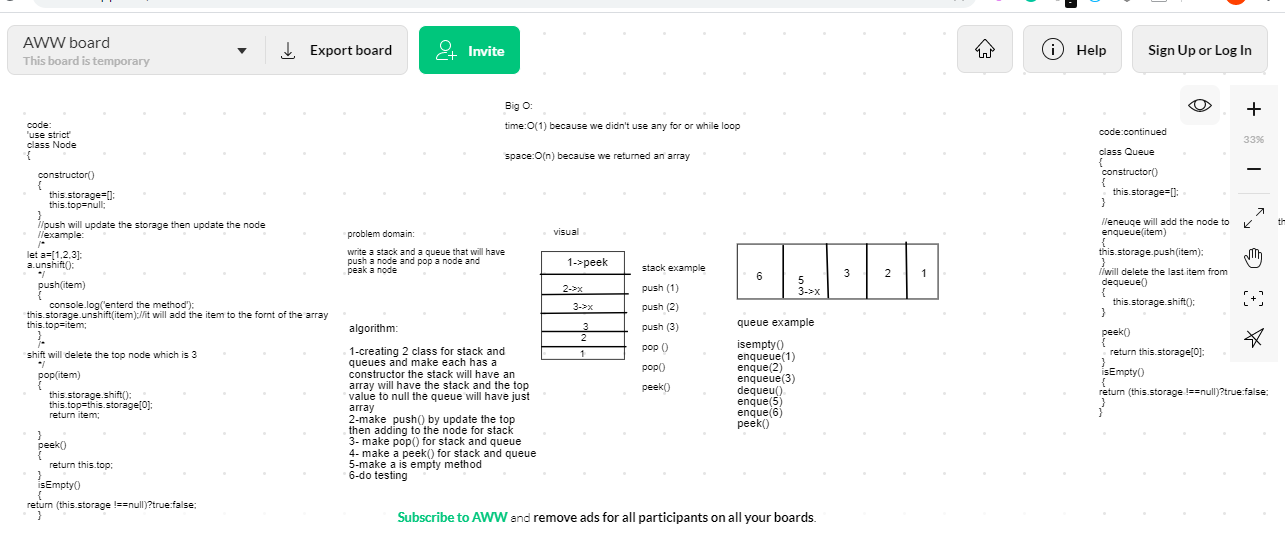 AWW board
This board is temporary
Export board
Invite
Help
Sign Up or Log In
33%
code:
'use strict'
class Node
{
constructor()
{
this.storage=[];
this.top=null;
}
//push will update the storage then update the node
//example:
/*
let a=[1,2,3];
a.unshift();
*/
push(item)
{
console.log('enterd the method');
this.storage.unshift(item);//it will add the item to the fornt of the array
this.top=item;
}
/*
shift will delete the top node which is 3
*/
pop(item)
{
this.storage.shift();
this.top=this.storage[0];
return item;
}
peek()
{
return this.top;
}
isEmpty()
{
return (this.storage !==null)?true:false;
}
Big O:
time:O(1) because we didn't use any for or while loop
space:O(n) because we returned an array
problem domain:
write a stack and a queue that will have
push a node and pop a node and
peak a node
algorithm:
1-creating 2 class for stack and
queues and make each has a
constructor the stack will have an
array will have the stack and the top
value to null the queue will have just
array
2-make push() by update the top
then adding to the node for stack
3- make pop() for stack and queue
4- make a peek() for stack and queue
5-make a is empty method
6-do testing
visual
1->peek
2->x
3->x
3
2
1
stack example
push (1)
push (2)
push (3)
pop ()
pop()
peek()
6
5
3->x
3
2
1
queue example
isempty()
enqueue(1)
enque(2)
enqueue(3)
dequeu()
enque(5)
enque(6)
peek()
code:continued
class Queue
{
constructor()
{
this.storage=[];
}
//eneuqe will add the node to th
enqueue(item)
{
this.storage.push(item);
}
//will delete the last item from
dequeue()
{
this.storage.shift();
}
peek()
{
return this.storage[0];
}
isEmpty()
{
return (this.storage !==null)?true:false;
}
}
Subscribe to AWW and remove ads for all participants on all your boards.